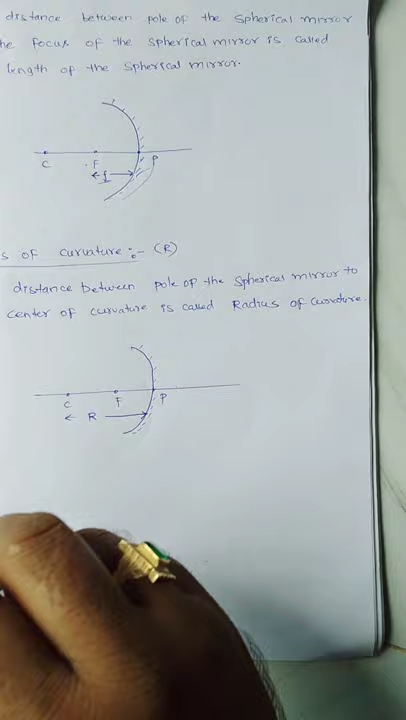 distance between pole of the spherical mirror
he focus of the spherical mirror is called
length of the spherical mirror.
C F P
f
s of curvature :- (R)
distance between pole of the spherical mirror to
center of curvature is called Radius of curvature.
C F P
R